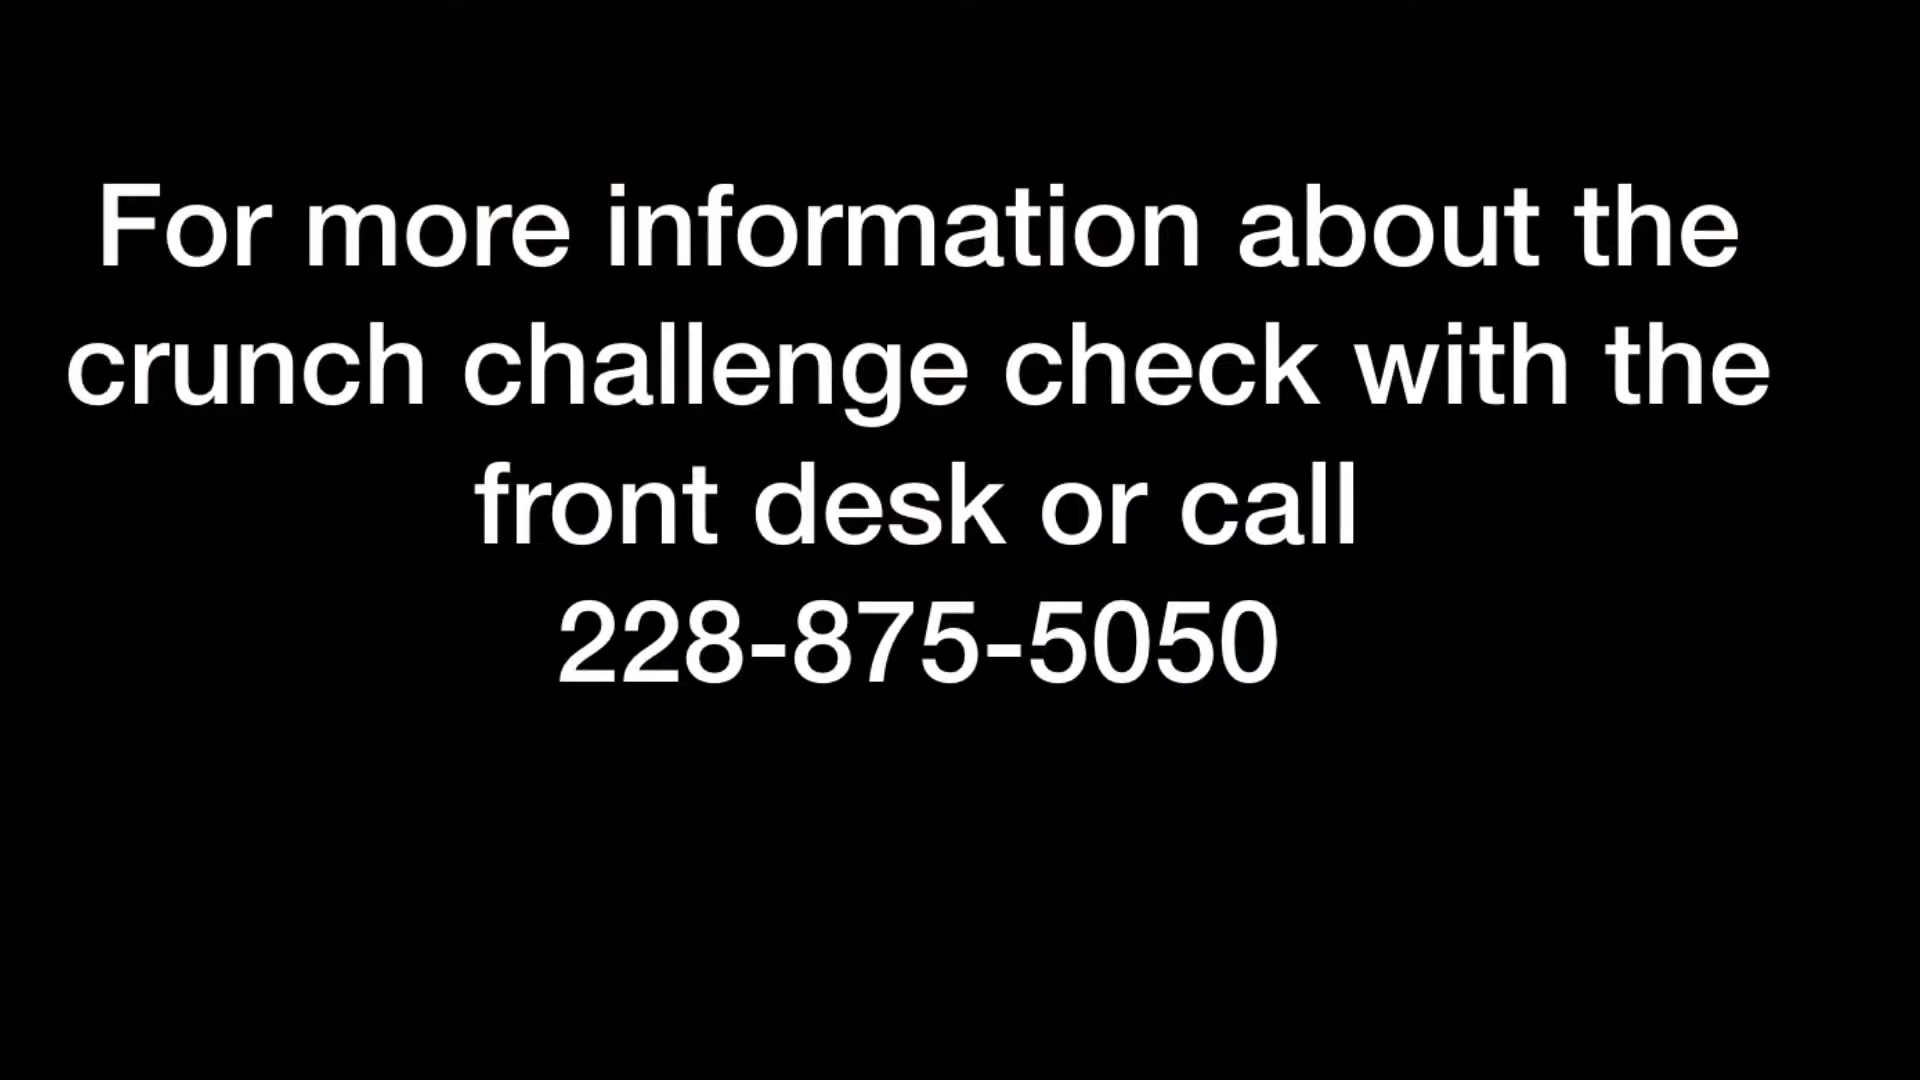 For more information about the
crunch challenge check with the
front desk or call
228-875-5050